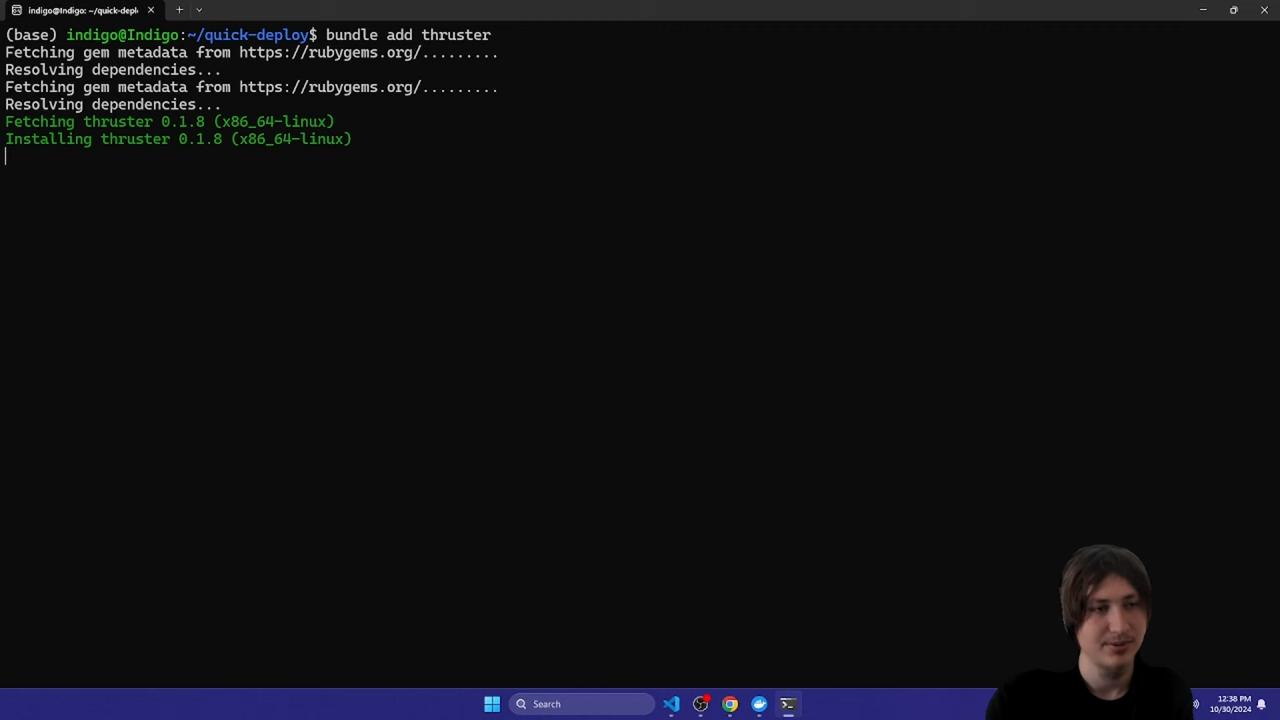 indigo@Indigo: ~/quick-depl
(base) indigo@Indigo:~/quick-deploy$ bundle add thruster
Fetching gem metadata from https://rubygems.org/.........
Resolving dependencies...
Fetching gem metadata from https://rubygems.org/.........
Resolving dependencies...
Fetching thruster 0.1.8 (x86_64-linux)
Installing thruster 0.1.8 (x86_64-linux)
Search
12:38 PM
10/30/2024